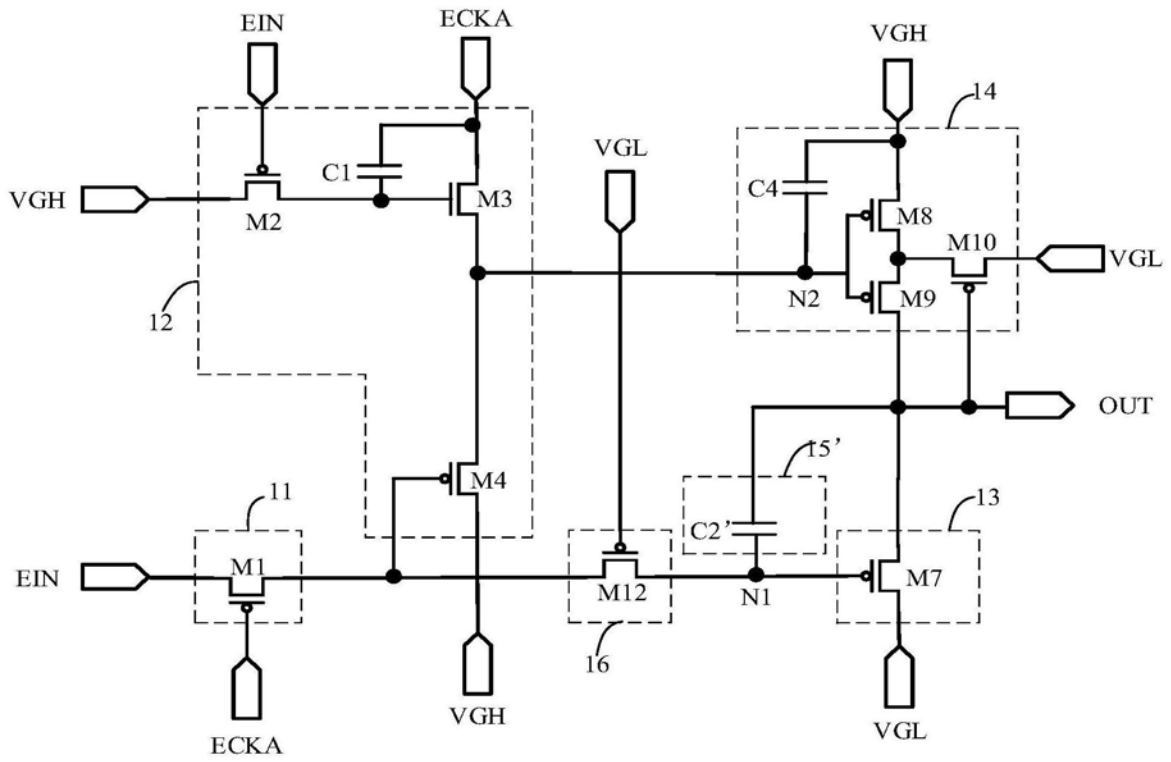 EIN
ECKA
VGH
14
VGL
C1
VGH
M3
C4
M8
M2
M10
VGL
12
N2
M9
OUT
15’
11
M4
13
C2’
EIN
M1
M12
N1
M7
16
VGH
ECKA
VGL